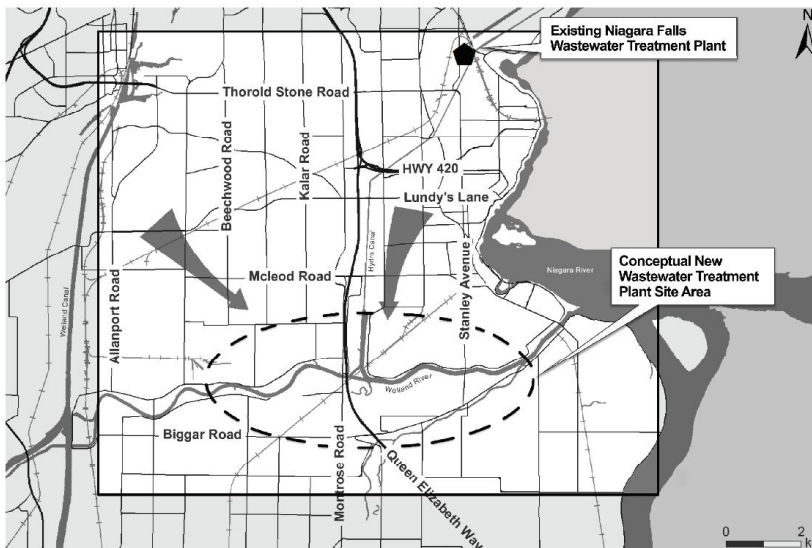 N
Existing Niagara Falls
Wastewater Treatment Plant
Thorold Stone Road
Beechwood Road
Kalar Road
HWY 420
Lundy's Lane
Hydro Canal
Stanley Avenue
Niagara River
Conceptual New
Wastewater Treatment
Plant Site Area
Mcleod Road
Allanport Road
Welland Canal
Welland River
Biggar Road
Montrose Road
Queen Elizabeth Way
0 2